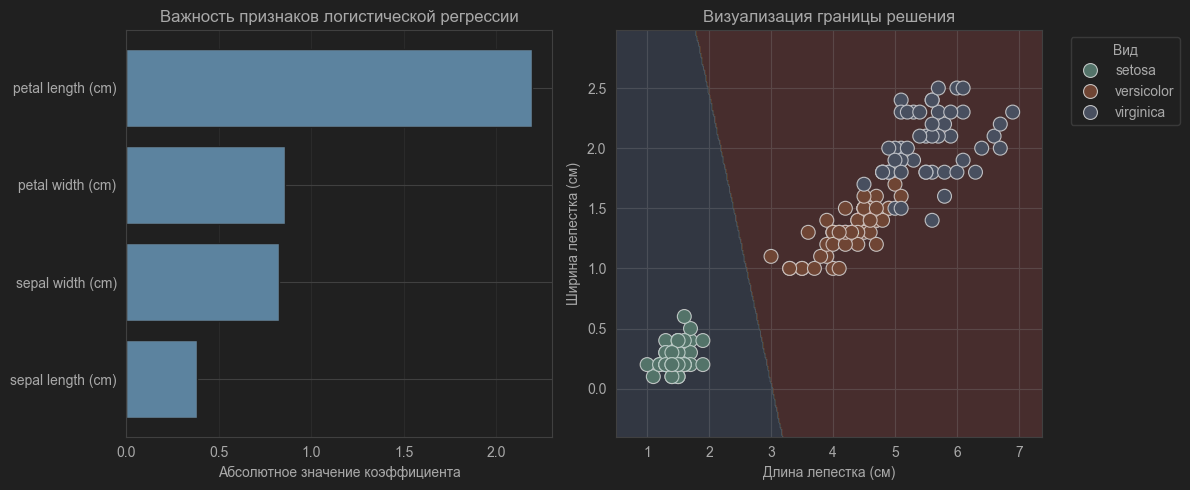 Важность признаков логистической регрессии
petal length (cm)
petal width (cm)
sepal width (cm)
sepal length (cm)
0.0 0.5 1.0 1.5 2.0
Абсолютное значение коэффициента
Визуализация границы решения
Ширина лепестка (см)
2.5
2.0
1.5
1.0
0.5
0.0
1 2 3 4 5 6 7
Длина лепестка (см)
Вид
setosa
versicolor
virginica